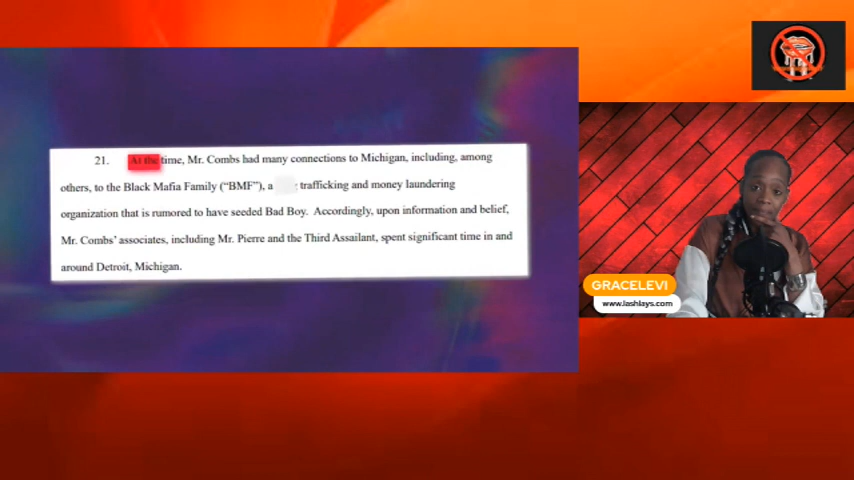 21. At the time, Mr. Combs had many connections to Michigan, including, among
others, to the Black Mafia Family (“BMF”), a trafficking and money laundering
organization that is rumored to have seeded Bad Boy. Accordingly, upon information and belief,
Mr. Combs’ associates, including Mr. Pierre and the Third Assailant, spent significant time in and
around Detroit, Michigan.
GRACELEVI
www.lashlays.com